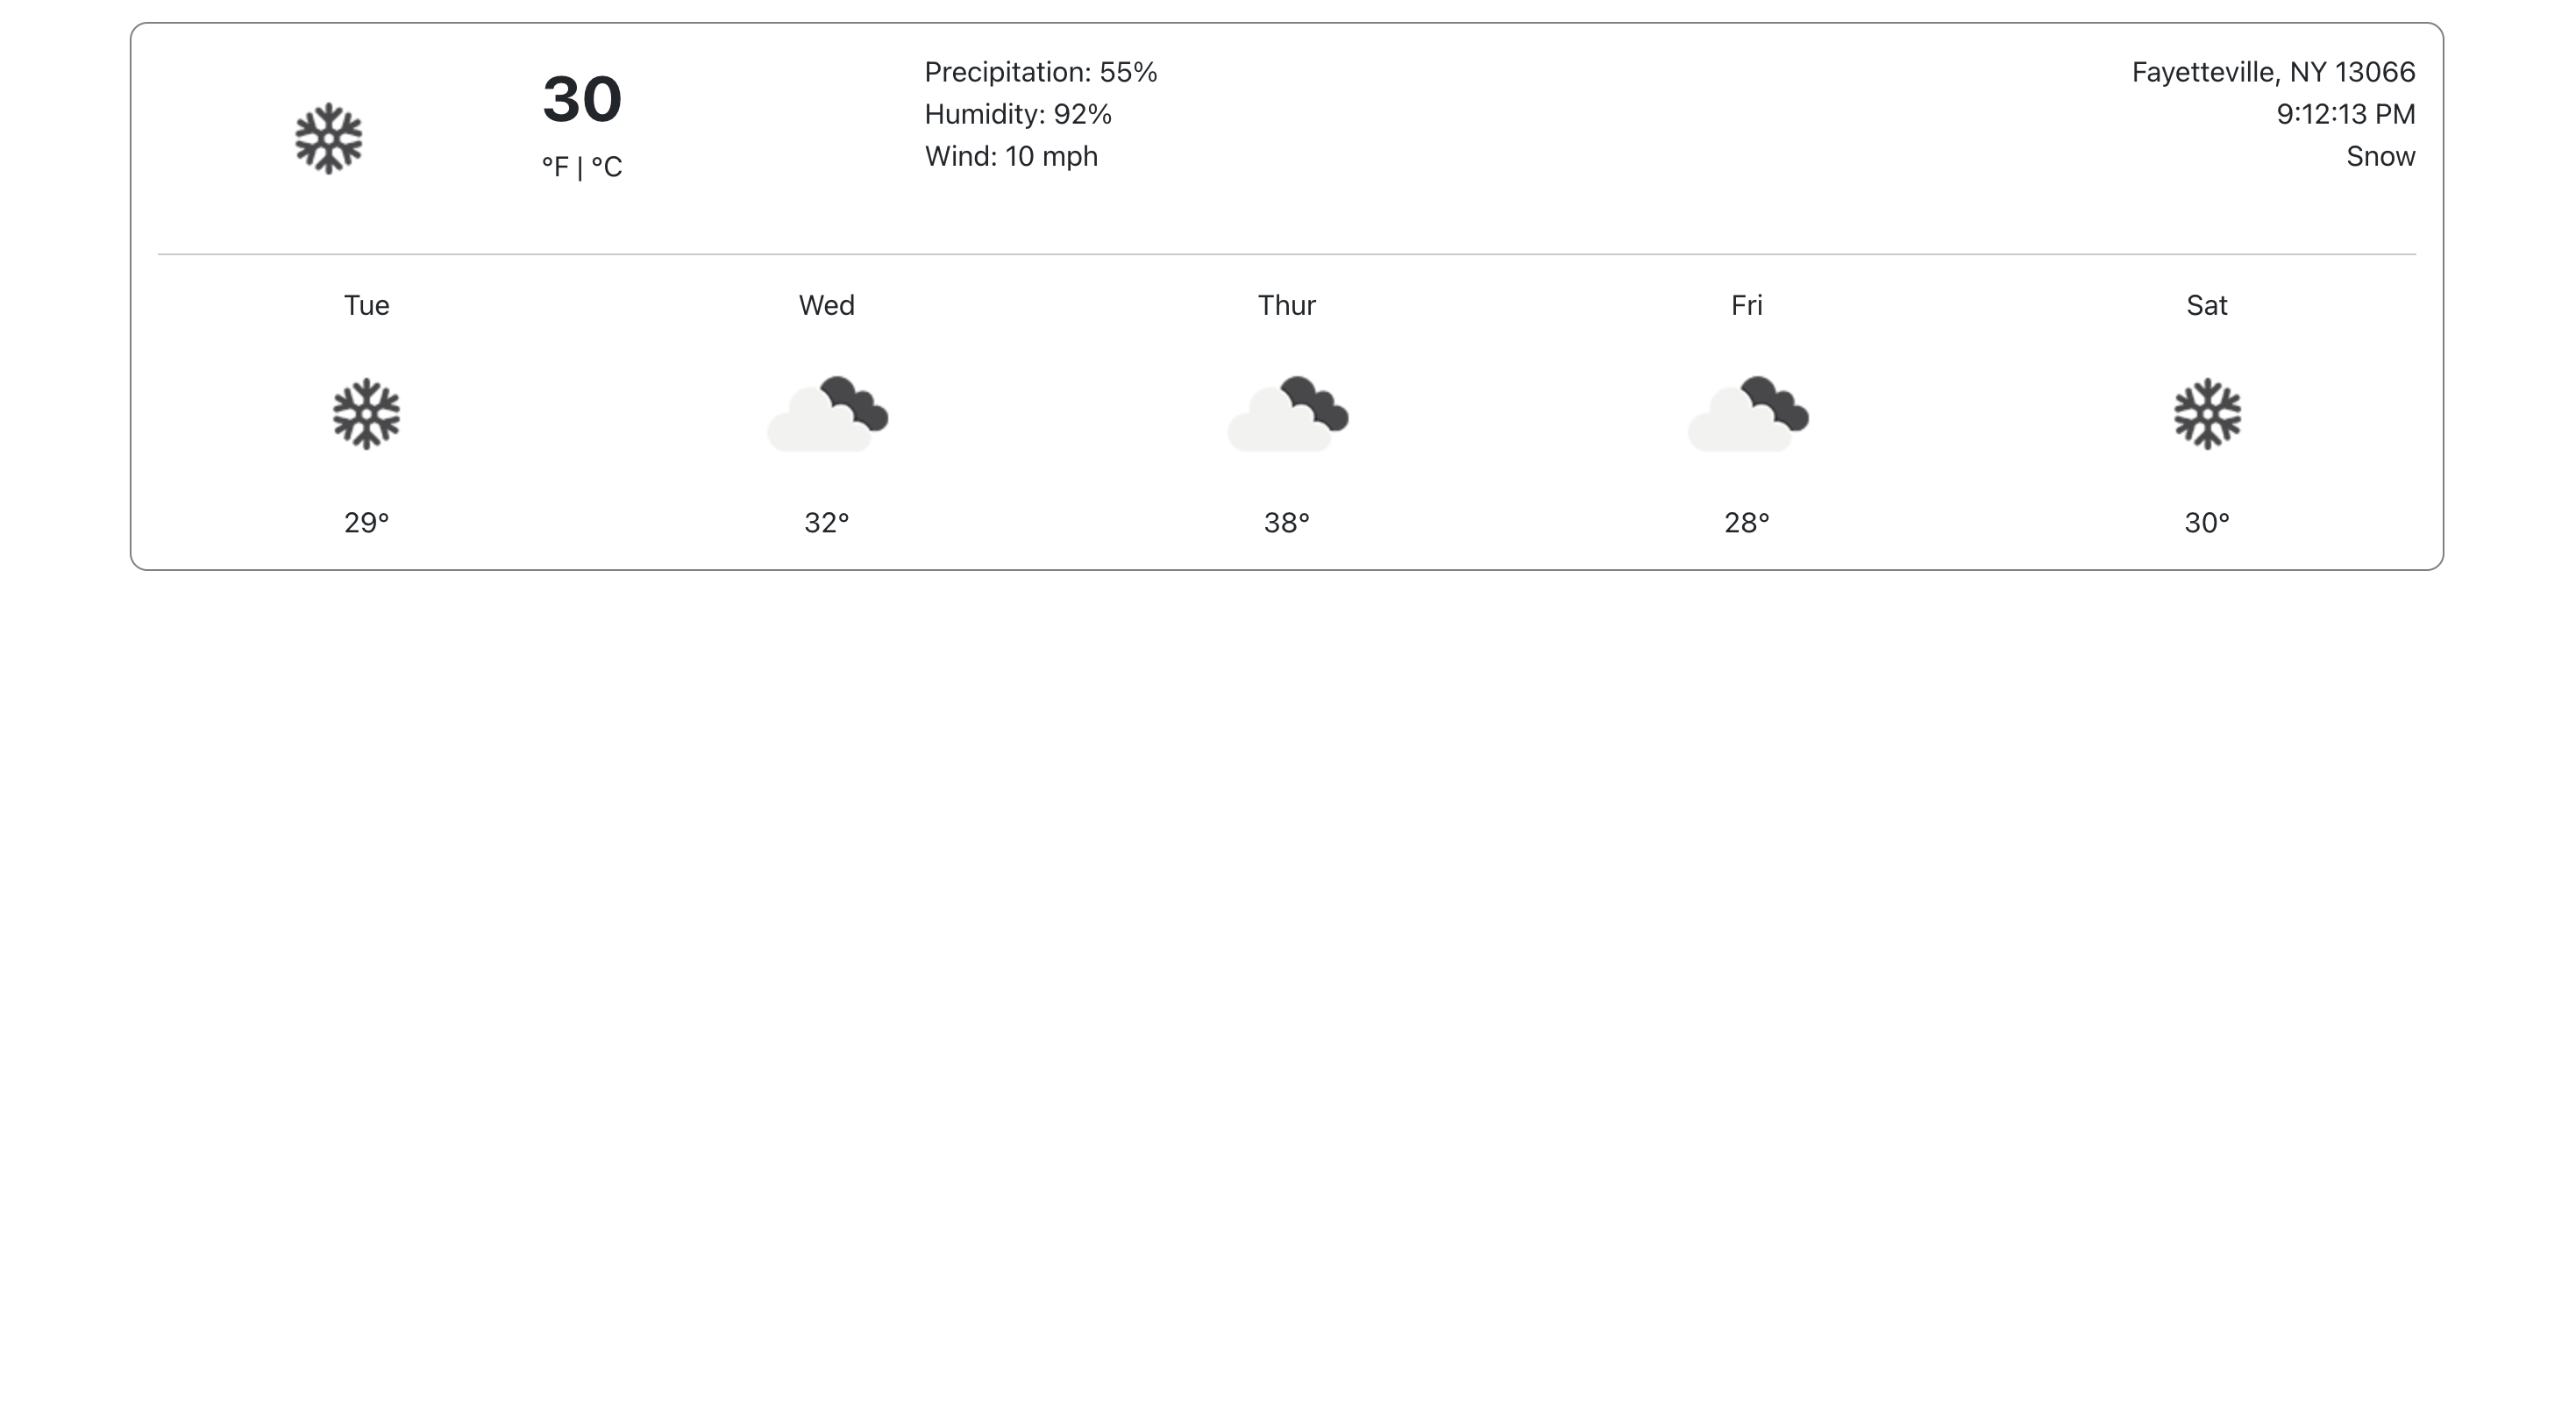 30
°F | °C
Precipitation: 55%
Humidity: 92%
Wind: 10 mph
Fayetteville, NY 13066
9:12:13 PM
Snow
Tue
Wed
Thur
Fri
Sat
29°
32°
38°
28°
30°